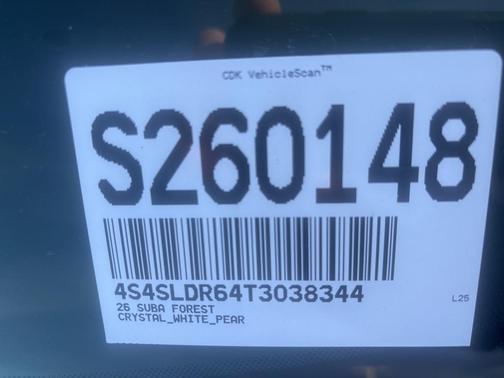 CDK VehicleScan™
S260148
4S4SLDR64T3038344
26 SUBA FOREST
CRYSTAL_WHITE_PEAR
L25